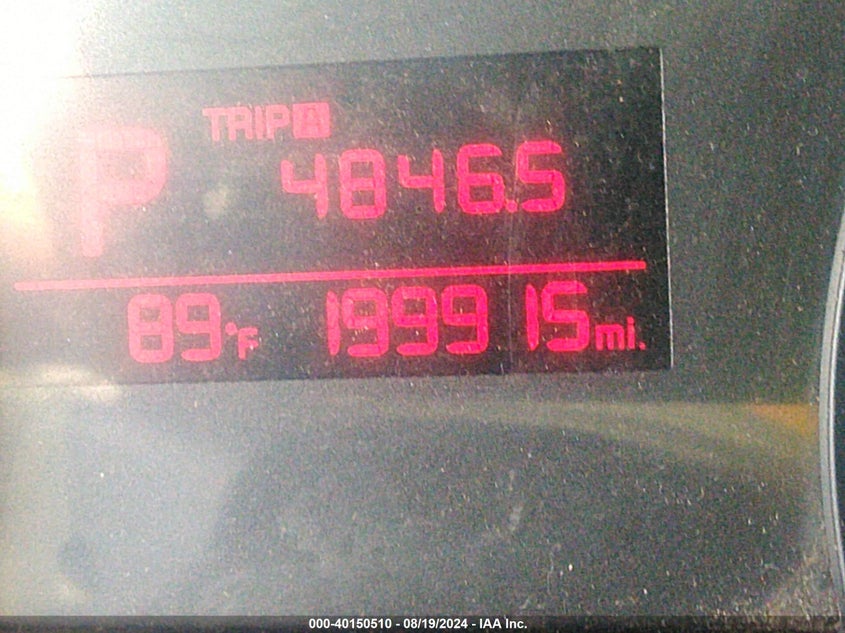 TRIP A
P
4846.5
89°F 199915 mi.
000-40150510 - 08/19/2024 - IAA Inc.